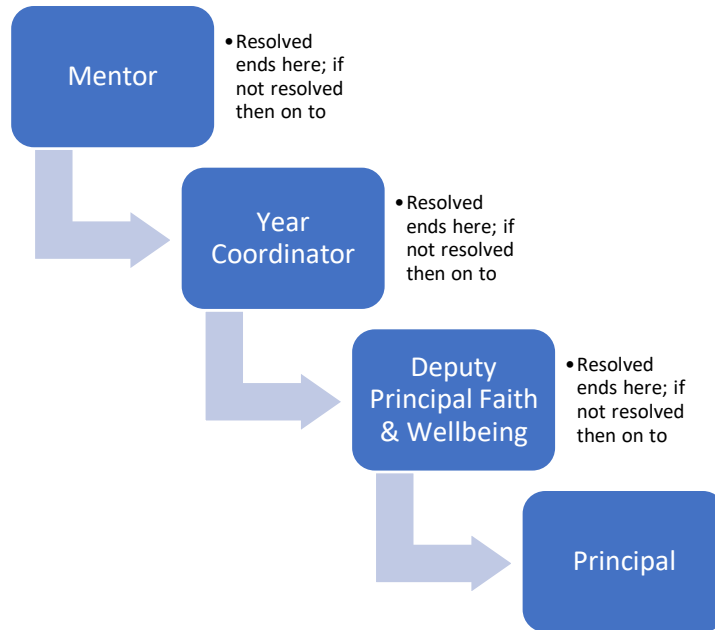 Mentor
•Resolved
ends here; if
not resolved
then on to
Year
Coordinator
•Resolved
ends here; if
not resolved
then on to
Deputy
Principal Faith
& Wellbeing
•Resolved
ends here; if
not resolved
then on to
Principal